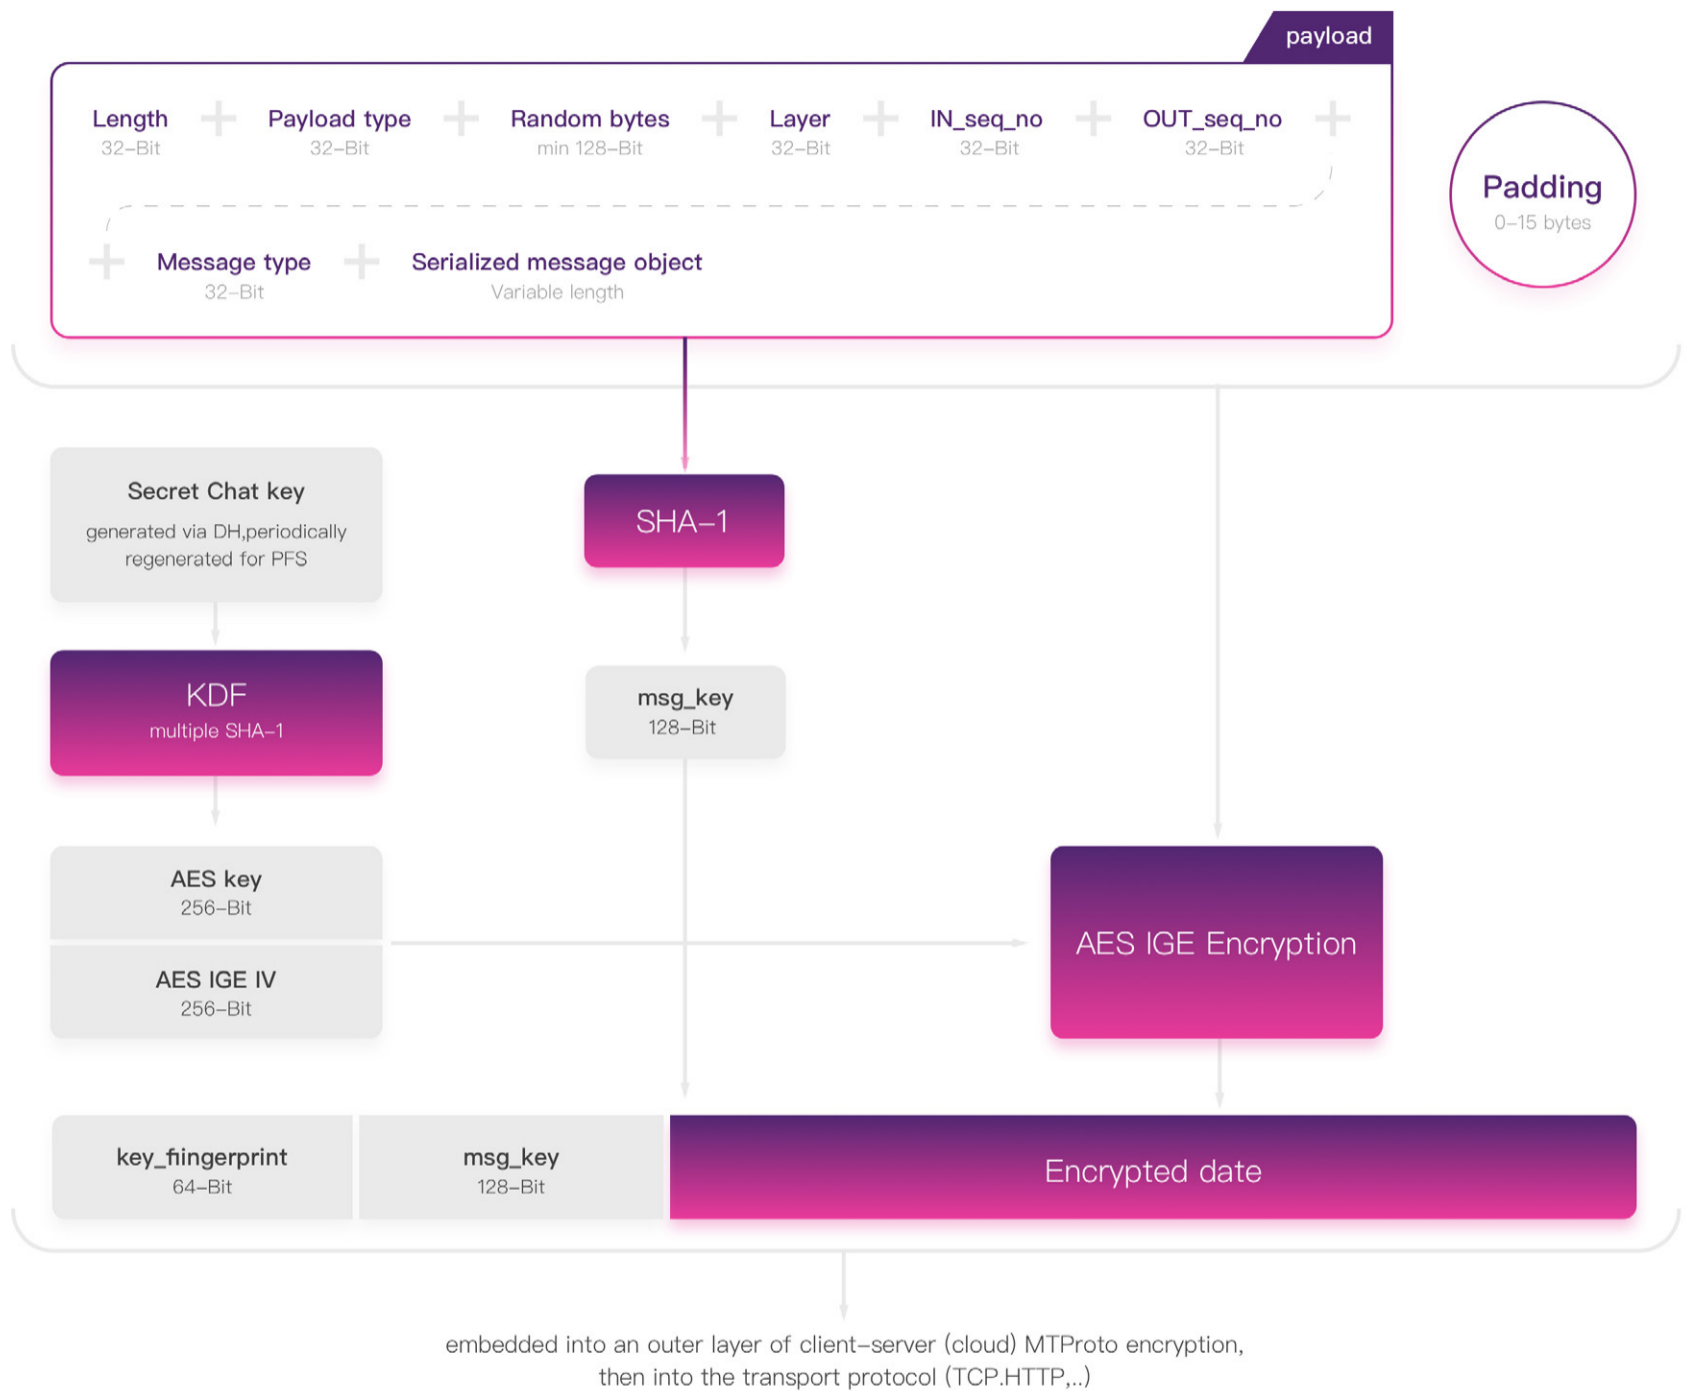 payload
Length
32-Bit
Payload type
32-Bit
Random bytes
min 128-Bit
Layer
32-Bit
IN_seq_no
32-Bit
OUT_seq_no
32-Bit
Message type
32-Bit
Serialized message object
Variable length
Padding
0-15 bytes
Secret Chat key
generated via DH,periodically
regenerated for PFS
SHA-1
KDF
multiple SHA-1
msg_key
128-Bit
AES key
256-Bit
AES IGE IV
256-Bit
AES IGE Encryption
key_fiingerprint
64-Bit
msg_key
128-Bit
Encrypted date
embedded into an outer layer of client-server (cloud) MTProto encryption,
then into the transport protocol (TCP.HTTP,..)